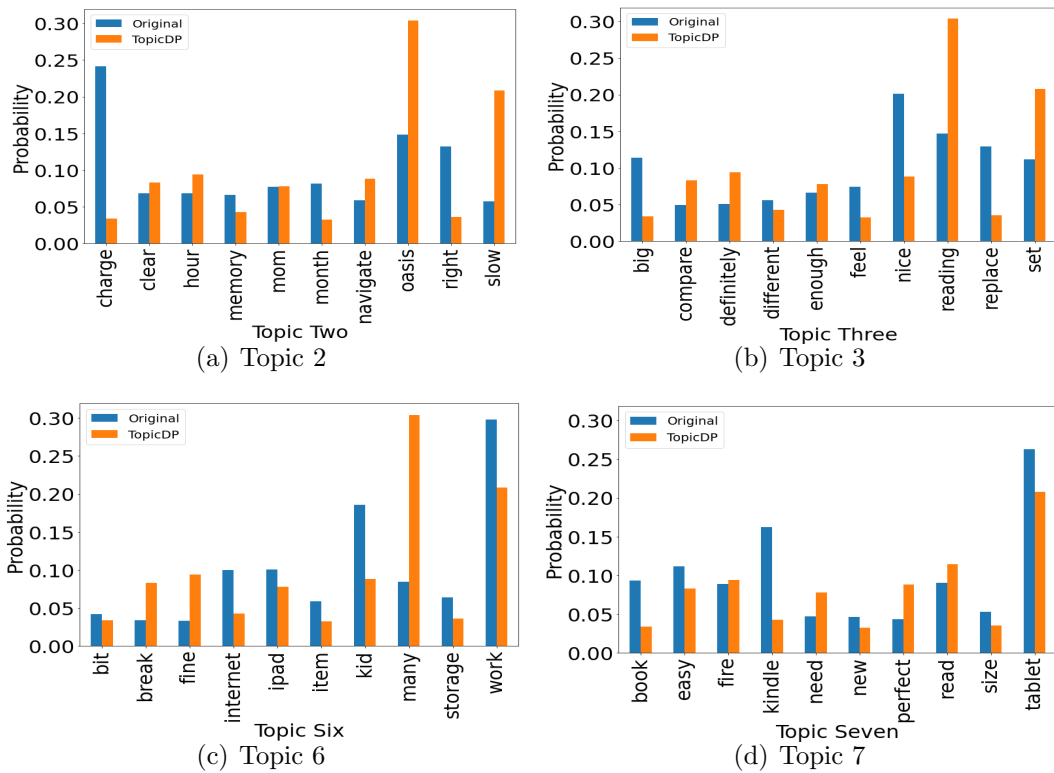 0.30
0.25
0.20
0.15
0.10
0.05
0.00
Probability
Original
TopicDP
charge
clear
hour
memory
mom
month
navigate
oasis
right
slow
Topic Two
(a) Topic 2
0.30
0.25
0.20
0.15
0.10
0.05
0.00
Probability
Original
TopicDP
big
compare
definitely
different
enough
feel
nice
reading
replace
set
Topic Three
(b) Topic 3
0.30
0.25
0.20
0.15
0.10
0.05
0.00
Probability
Original
TopicDP
bit
break
fine
internet
ipad
item
kid
many
storage
work
Topic Six
(c) Topic 6
0.30
0.25
0.20
0.15
0.10
0.05
0.00
Probability
Original
TopicDP
book
easy
fire
kindle
need
new
perfect
read
size
tablet
Topic Seven
(d) Topic 7